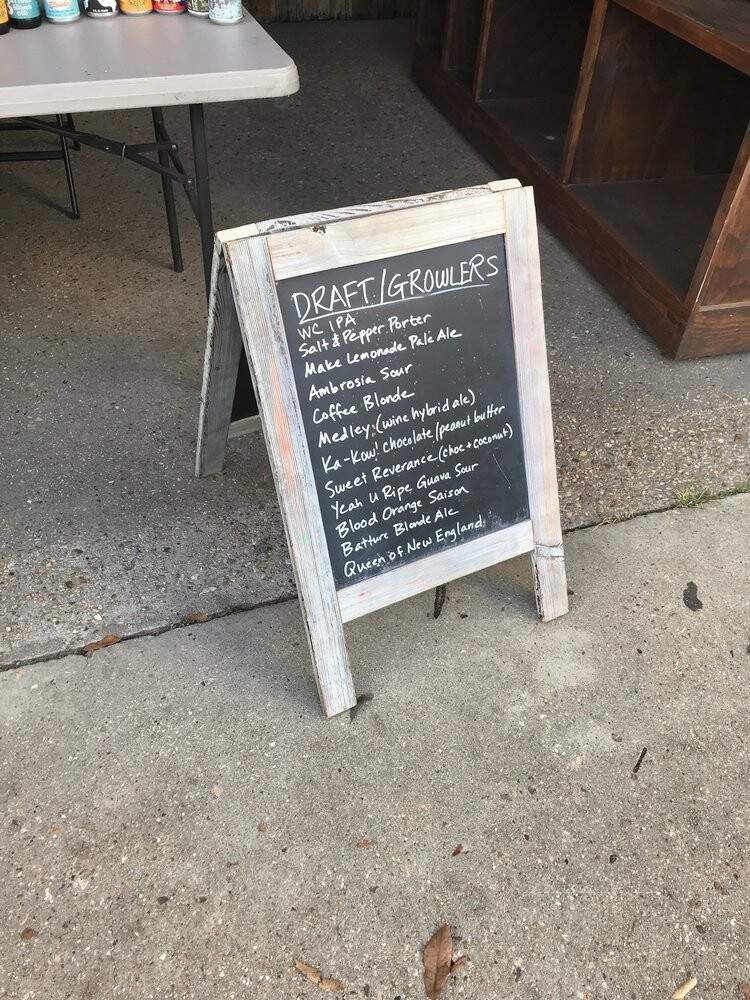 DRAFT/GROWLERS
WC IPA
Salt & Pepper Porter
Make Lemonade Pale Ale
Ambrosia Sour
Coffee Blonde
Medley (wine hybrid ale)
Ka-Kow! Chocolate/peanut butter
Sweet Reverance (choc + coconut)
Yeah U Ripe Guava Sour
Blood Orange Saison
Batture Blonde Ale
Queen of New England